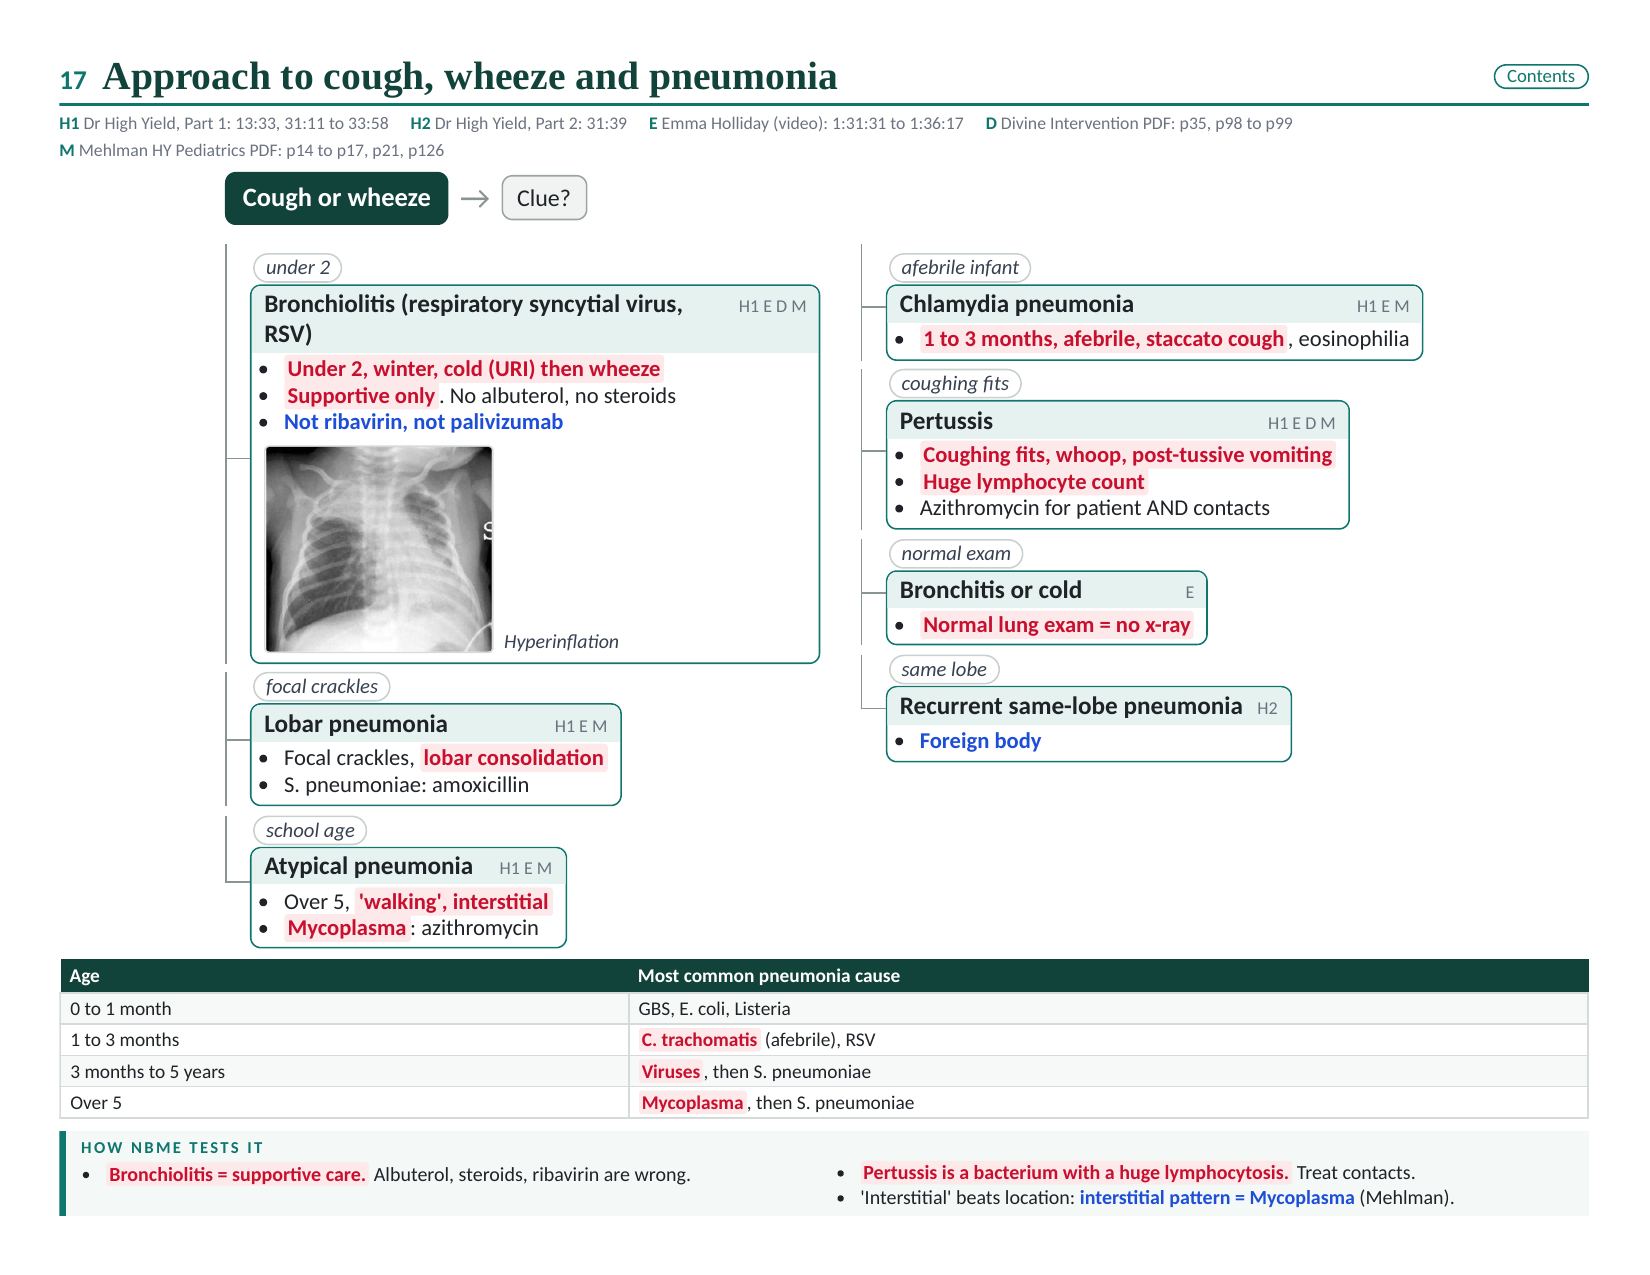 17 Approach to cough, wheeze and pneumonia
Contents
H1 Dr High Yield, Part 1: 13:33, 31:11 to 33:58 H2 Dr High Yield, Part 2: 31:39 E Emma Holliday (video): 1:31:31 to 1:36:17 D Divine Intervention PDF: p35, p98 to p99
M Mehlman HY Pediatrics PDF: p14 to p17, p21, p126
Cough or wheeze → Clue?
under 2
Bronchiolitis (respiratory syncytial virus, H1 E D M
RSV)
• Under 2, winter, cold (URI) then wheeze
• Supportive only. No albuterol, no steroids
• Not ribavirin, not palivizumab
S
Hyperinflation
focal crackles
Lobar pneumonia H1 E M
• Focal crackles, lobar consolidation
• S. pneumoniae: amoxicillin
school age
Atypical pneumonia H1 E M
• Over 5, 'walking', interstitial
• Mycoplasma: azithromycin
afebrile infant
Chlamydia pneumonia H1 E M
• 1 to 3 months, afebrile, staccato cough, eosinophilia
coughing fits
Pertussis H1 E D M
• Coughing fits, whoop, post-tussive vomiting
• Huge lymphocyte count
• Azithromycin for patient AND contacts
normal exam
Bronchitis or cold E
• Normal lung exam = no x-ray
same lobe
Recurrent same-lobe pneumonia H2
• Foreign body
Age Most common pneumonia cause
0 to 1 month GBS, E. coli, Listeria
1 to 3 months C. trachomatis (afebrile), RSV
3 months to 5 years Viruses, then S. pneumoniae
Over 5 Mycoplasma, then S. pneumoniae
HOW NBME TESTS IT
• Bronchiolitis = supportive care. Albuterol, steroids, ribavirin are wrong.
• Pertussis is a bacterium with a huge lymphocytosis. Treat contacts.
• 'Interstitial' beats location: interstitial pattern = Mycoplasma (Mehlman).